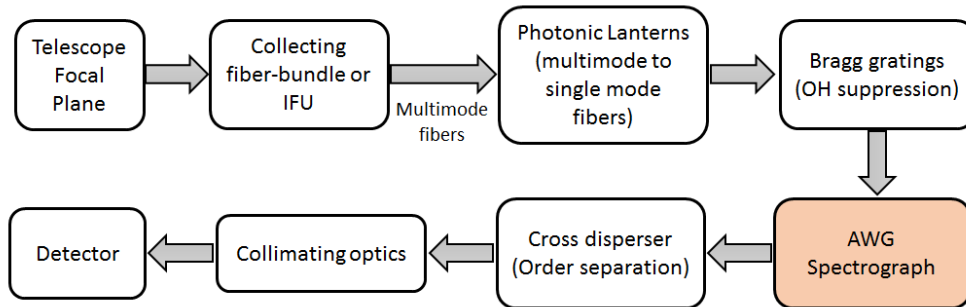 Telescope
Focal
Plane
Collecting
fiber-bundle or
IFU
Multimode
fibers
Photonic Lanterns
(multimode to
single mode
fibers)
Bragg gratings
(OH suppression)
AWG
Spectrograph
Cross disperser
(Order separation)
Collimating optics
Detector